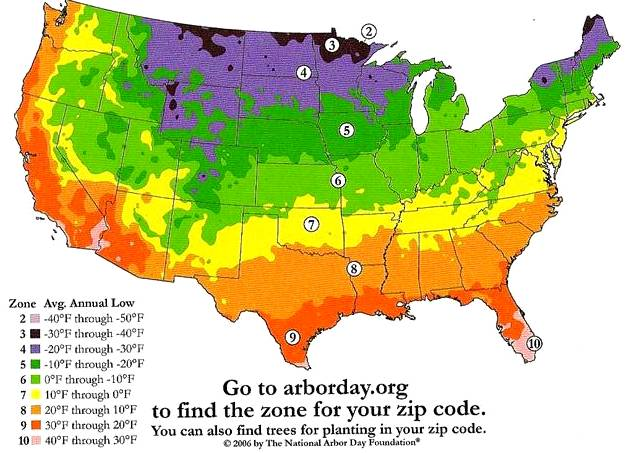 2
3
4
5
6
7
8
9
10
Zone Avg. Annual Low
2 -40°F through -50°F
3 -30°F through -40°F
4 -20°F through -30°F
5 -10°F through -20°F
6 0°F through -10°F
7 10°F through 0°F
8 20°F through 10°F
9 30°F through 20°F
10 40°F through 30°F
Go to arborday.org
to find the zone for your zip code.
You can also find trees for planting in your zip code.
© 2006 by The National Arbor Day Foundation®